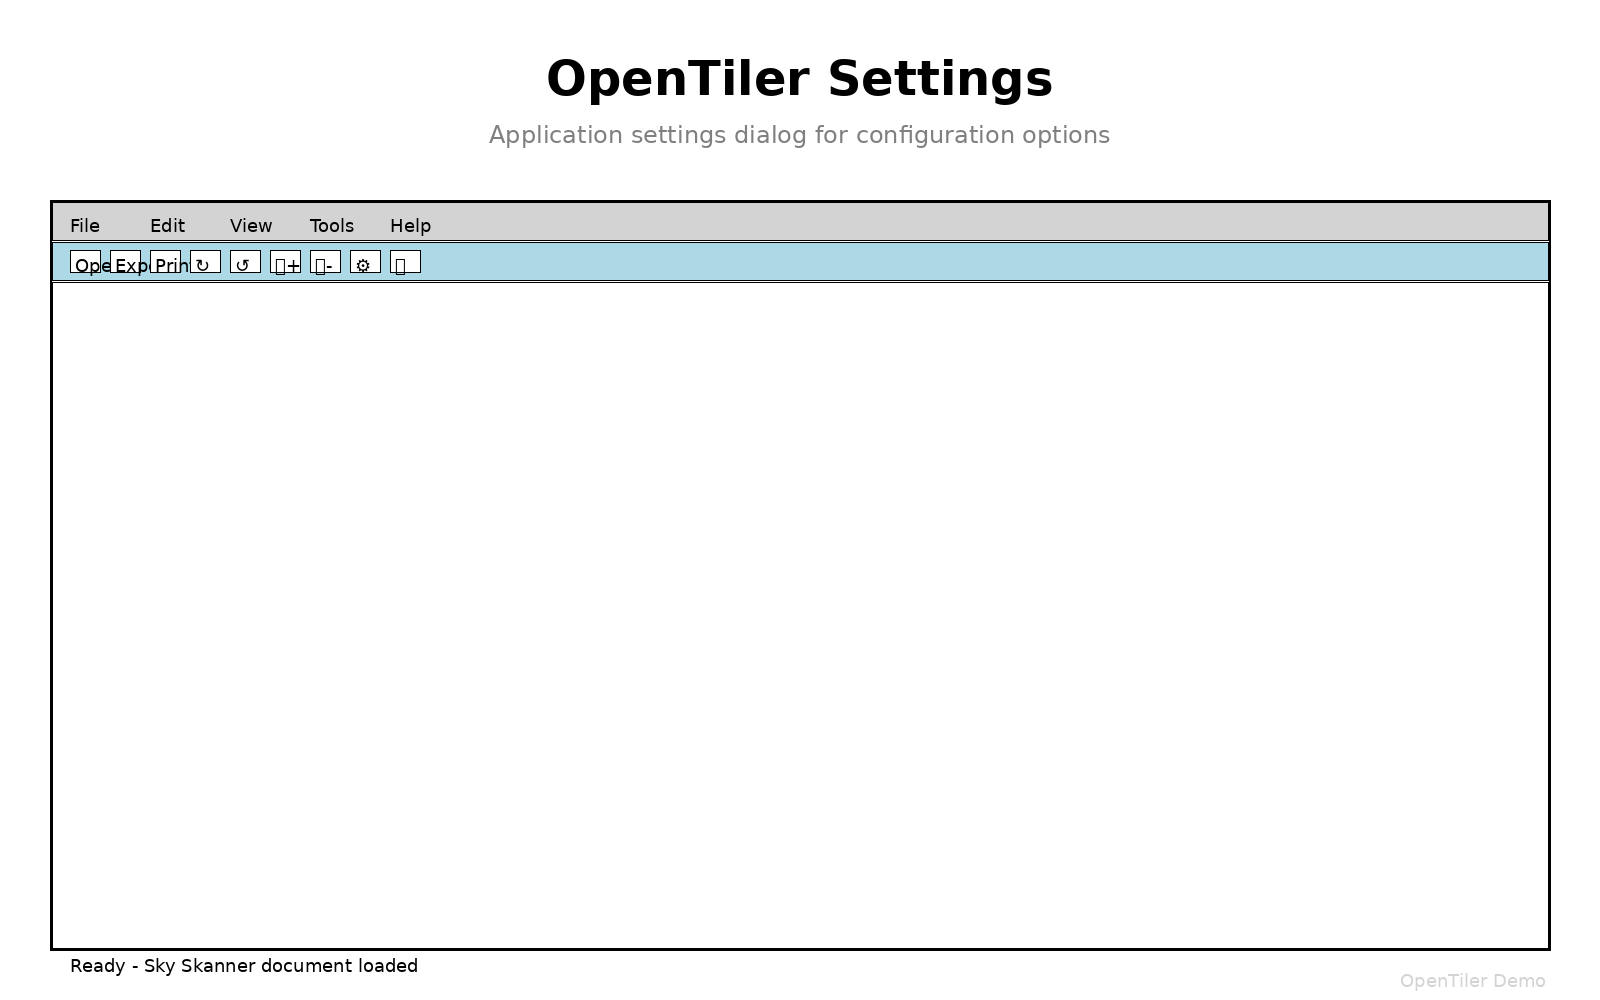 OpenTiler Settings
Application settings dialog for configuration options
File Edit View Tools Help
Ope Exp Prin ↻ ↺ + - ⚙
Ready - Sky Skanner document loaded
OpenTiler Demo